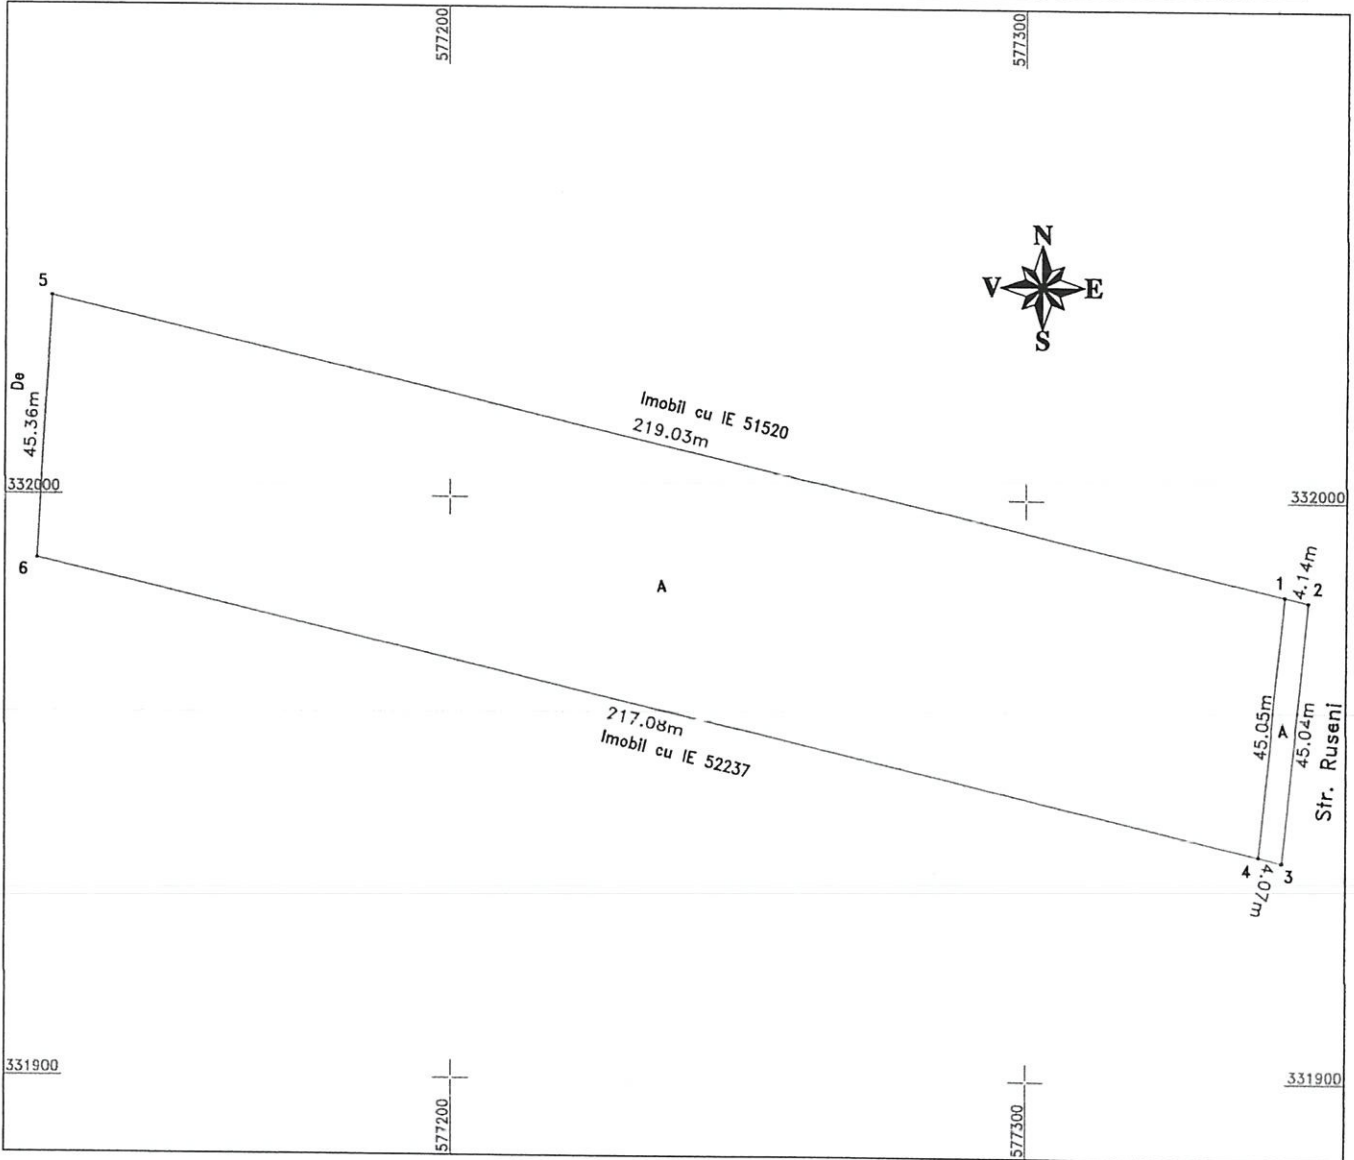 577200
577300
N
V
E
S
5
De
45.36m
Imobil cu IE 51520
219.03m
332000
332000
6
A
1
4.14m
2
217.08m
Imobil cu IE 52237
45.05m
A
45.04m
Str. Ruseni
4
4.07m
3
331900
331900
577200
577300